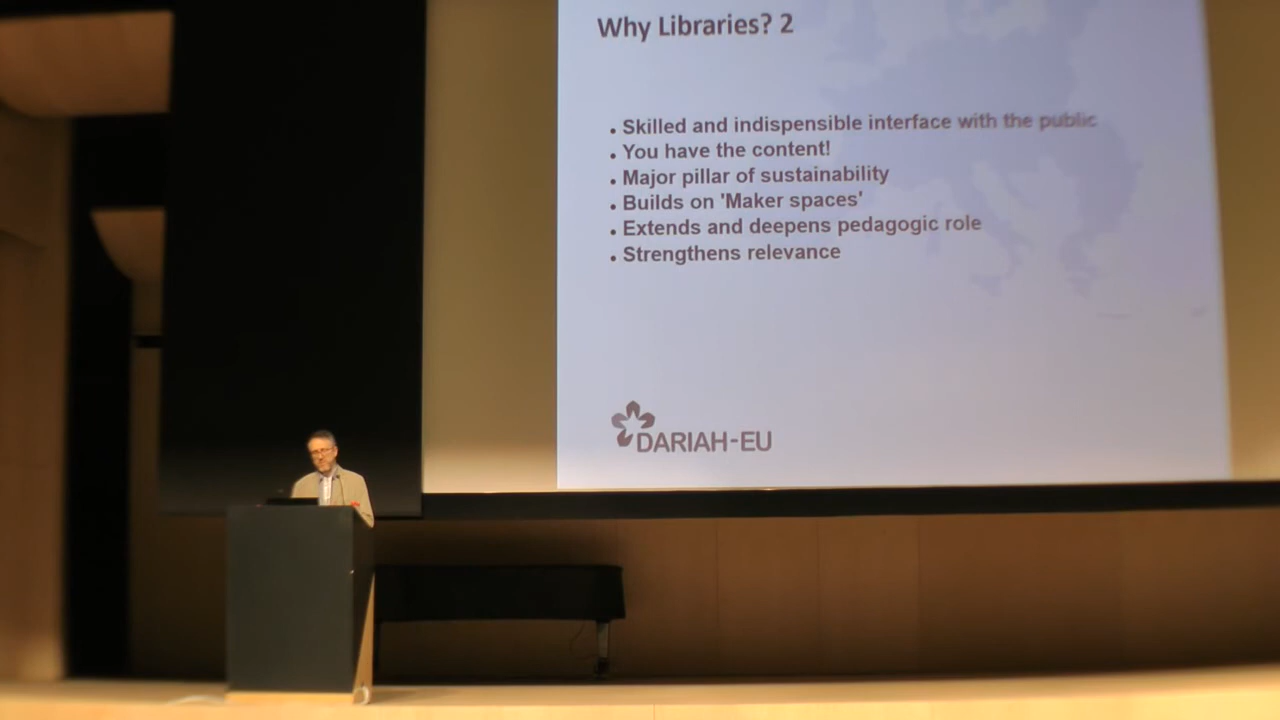 Why Libraries? 2
• Skilled and indispensible interface with the public
• You have the content!
• Major pillar of sustainability
• Builds on 'Maker spaces'
• Extends and deepens pedagogic role
• Strengthens relevance
DARIAH-EU